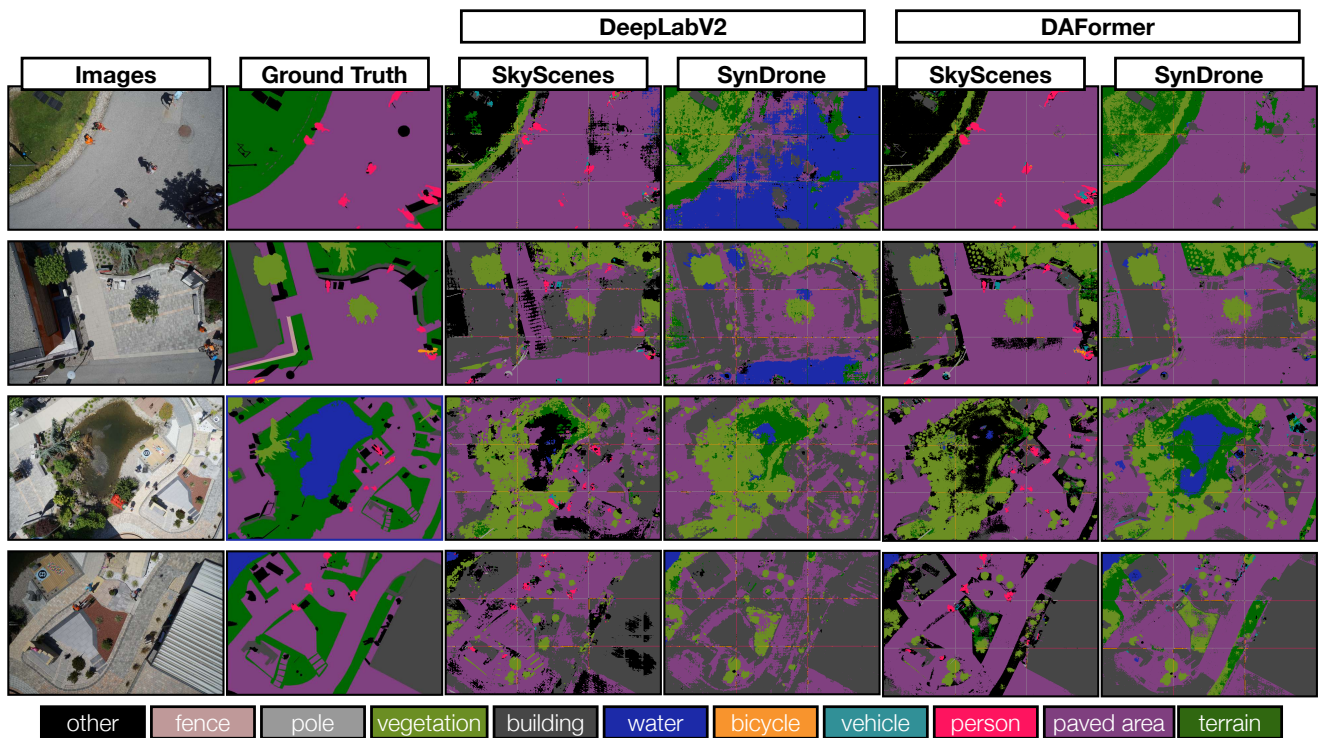 DeepLabV2 DAFormer
Images Ground Truth SkyScenes SynDrone SkyScenes SynDrone
other fence pole vegetation building water bicycle vehicle person paved area terrain